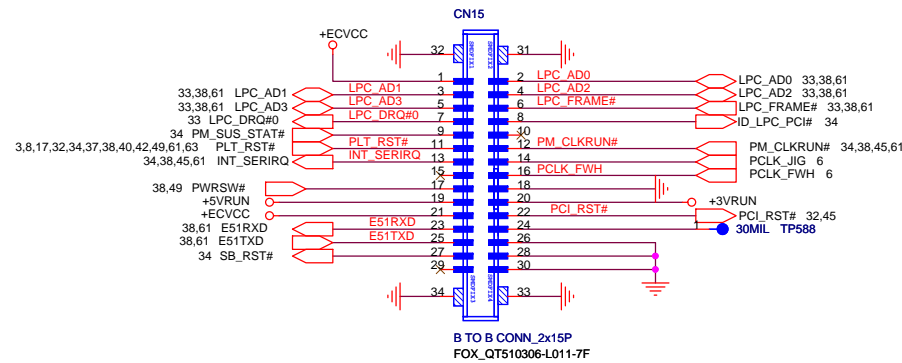 CN15
+ECVCC
32 31
1 2 LPC_AD0 LPC_AD0 33,38,61
33,38,61 LPC_AD1 LPC_AD1 3 4 LPC_AD2 LPC_AD2 33,38,61
33,38,61 LPC_AD3 LPC_AD3 5 6 LPC_FRAME# LPC_FRAME# 33,38,61
33 LPC_DRQ#0 LPC_DRQ#0 7 8 ID_LPC_PCI# 34
34 PM_SUS_STAT# 9 10
3,8,17,32,34,37,38,40,42,49,61,63 PLT_RST# PLT_RST# 11 12 PM_CLKRUN# PM_CLKRUN# 34,38,45,61
34,38,45,61 INT_SERIRQ INT_SERIRQ 13 14 PCLK_JIG 6
15 16 PCLK_FWH PCLK_FWH 6
38,49 PWRSW# 17 18
+5VRUN 19 20 +3VRUN
+ECVCC 21 22 PCI_RST# PCI_RST# 32,45
38,61 E51RXD E51RXD 23 24 30MIL TP588
1
38,61 E51TXD E51TXD 25 26
34 SB_RST# 27 28
29 30
34 33
SMDFIX1
SMDFIX2
SMDFIX3
SMDFIX4
B TO B CONN_2x15P
FOX_QT510306-L011-7F